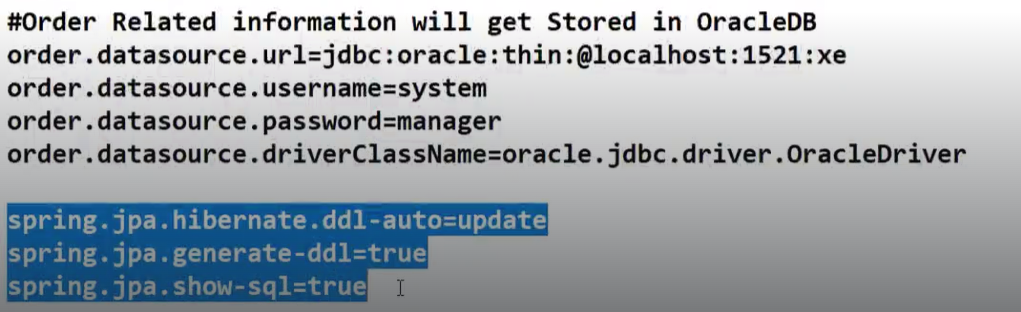 #Order Related information will get Stored in OracleDB
order.datasource.url=jdbc:oracle:thin:@localhost:1521:xe
order.datasource.username=system
order.datasource.password=manager
order.datasource.driverClassName=oracle.jdbc.driver.OracleDriver
spring.jpa.hibernate.ddl-auto=update
spring.jpa.generate-ddl=true
spring.jpa.show-sql=true